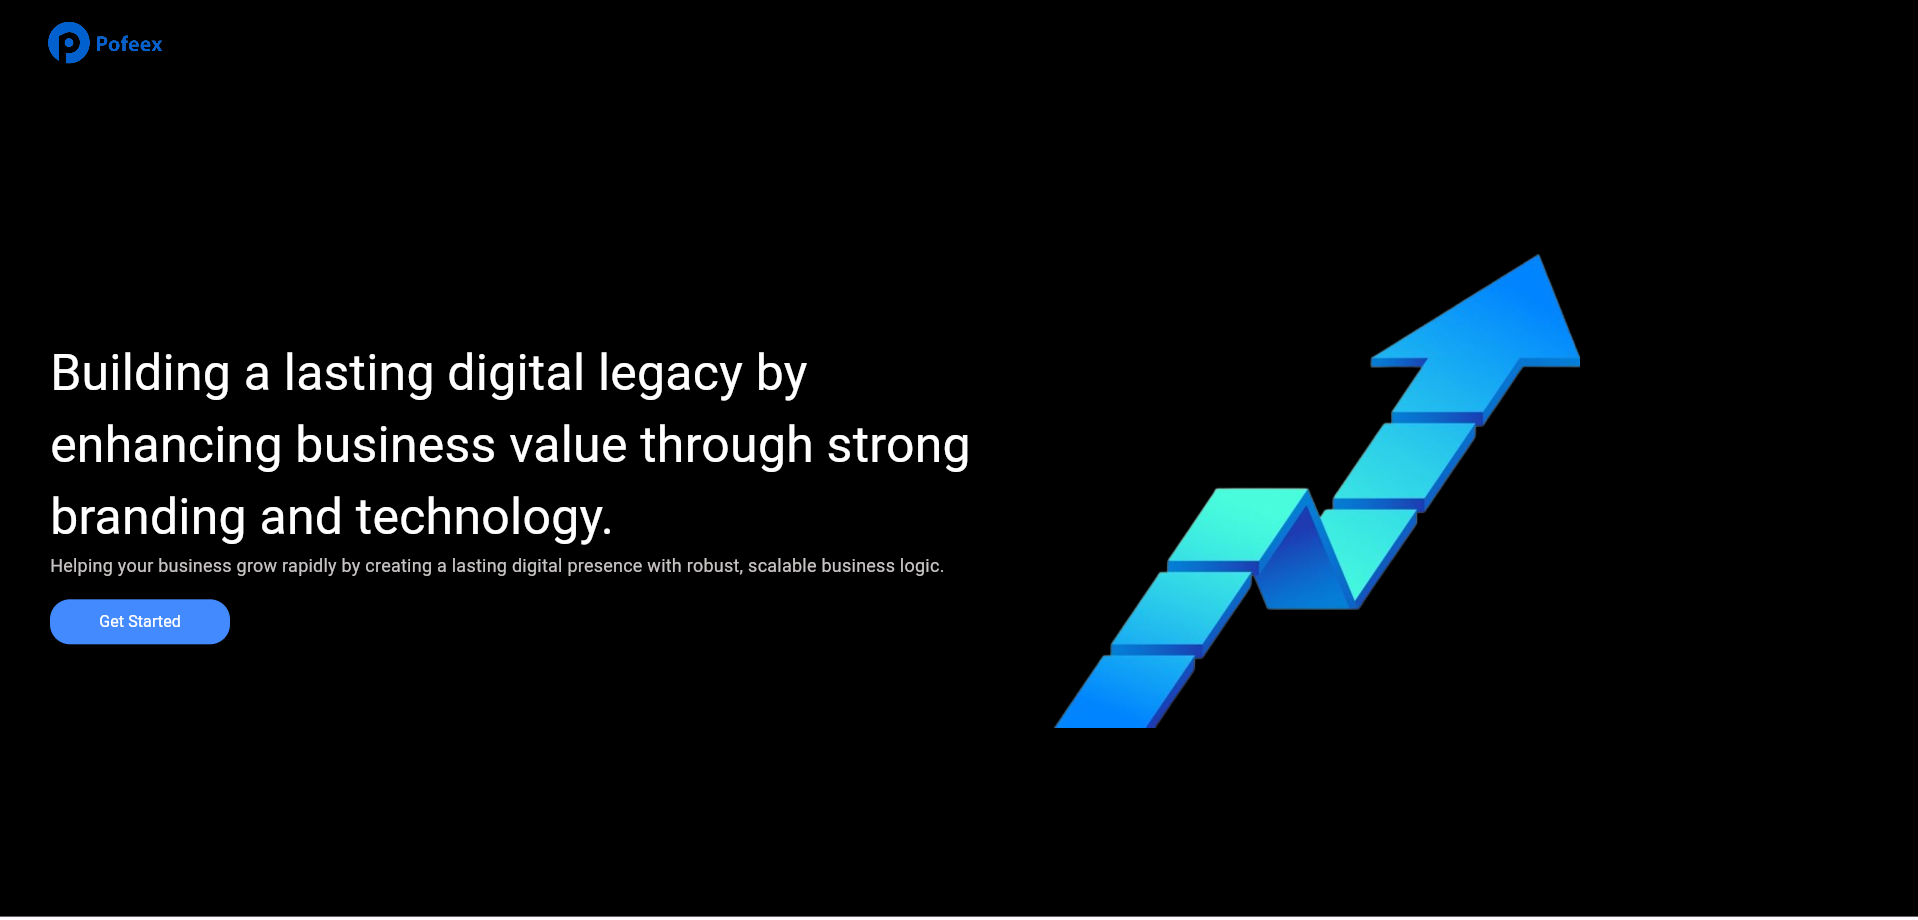 Pofeex
Building a lasting digital legacy by
enhancing business value through strong
branding and technology.
Helping your business grow rapidly by creating a lasting digital presence with robust, scalable business logic.
Get Started